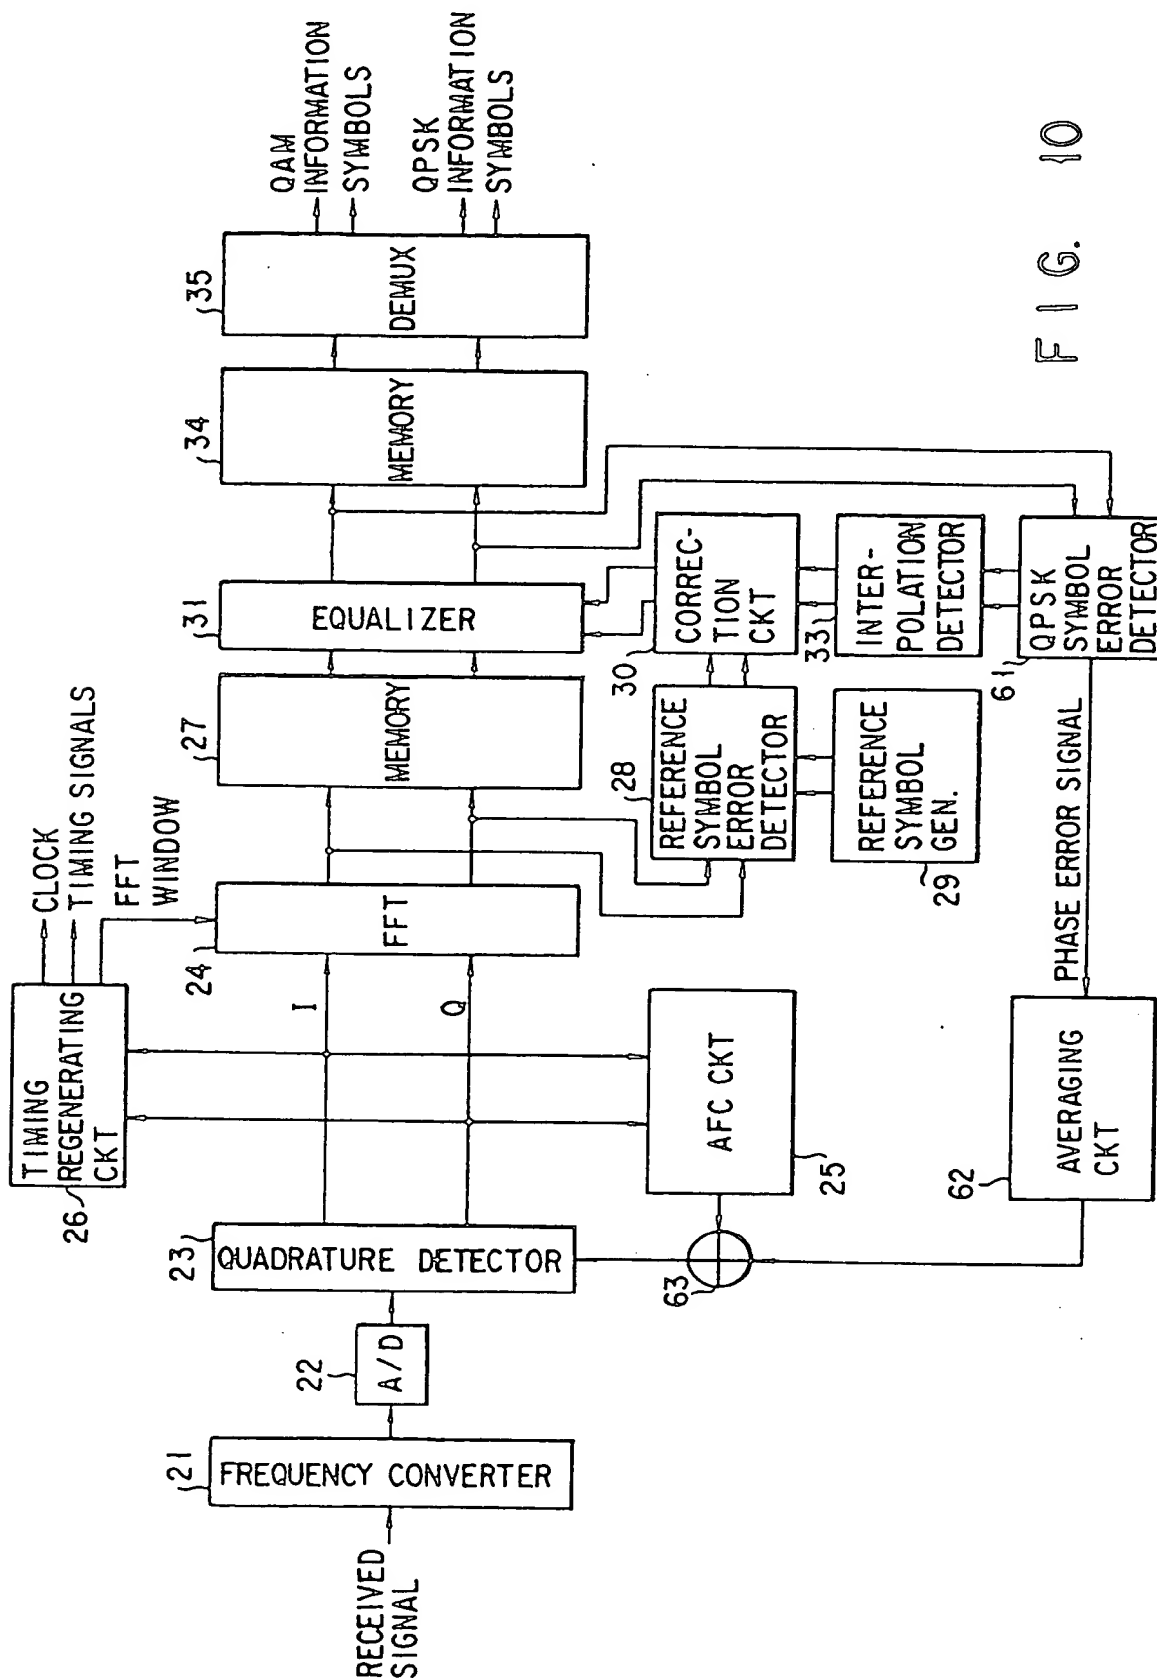 RECEIVED
SIGNAL
21
FREQUENCY CONVERTER
22
A/D
23
QUADRATURE DETECTOR
26
TIMING
REGENERATING
CKT
CLOCK
TIMING SIGNALS
FFT
WINDOW
I
Q
24
FFT
25
AFC CKT
63
27
MEMORY
31
EQUALIZER
34
MEMORY
35
DEMUX
QAM
INFORMATION
SYMBOLS
QPSK
INFORMATION
SYMBOLS
28
REFERENCE
SYMBOL
ERROR
DETECTOR
29
REFERENCE
SYMBOL
GEN.
30
CORREC-
TION
CKT
33
INTER-
POLATION
DETECTOR
61
QPSK
SYMBOL
ERROR
DETECTOR
PHASE ERROR SIGNAL
62
AVERAGING
CKT
FIG. 10